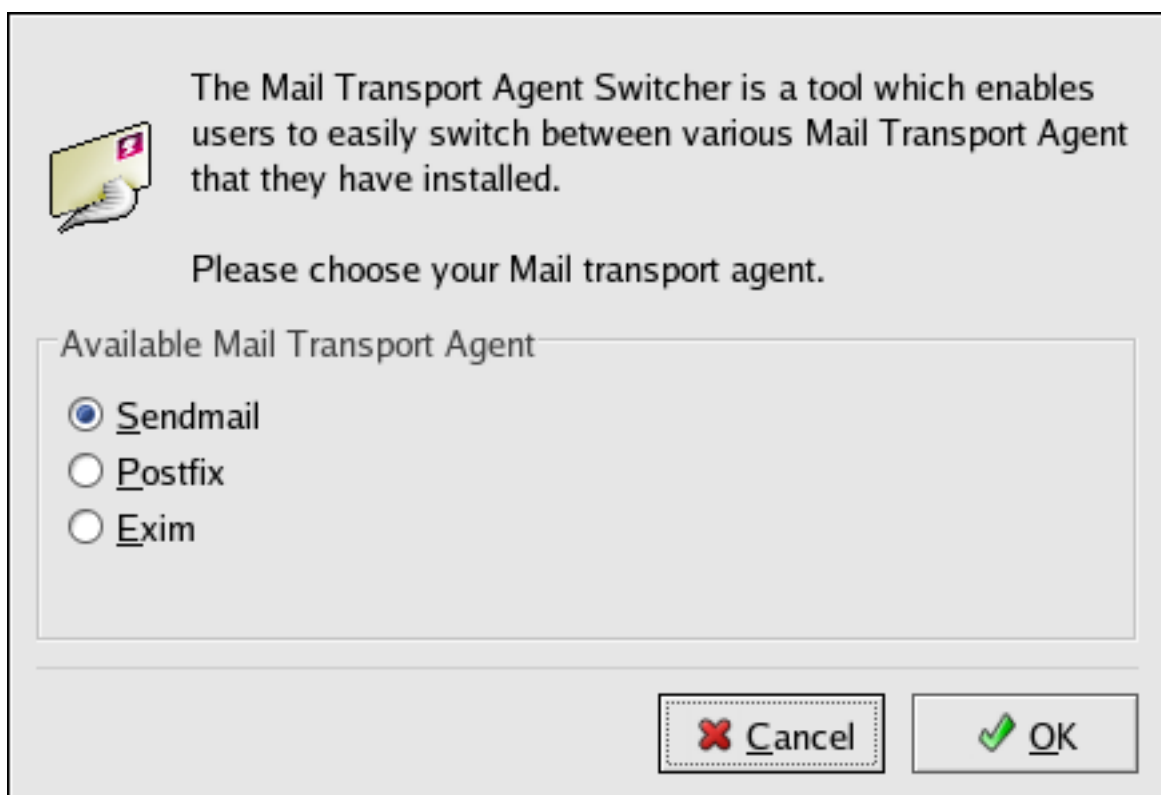 The Mail Transport Agent Switcher is a tool which enables
users to easily switch between various Mail Transport Agent
that they have installed.
Please choose your Mail transport agent.
Available Mail Transport Agent
Sendmail
Postfix
Exim
Cancel
OK